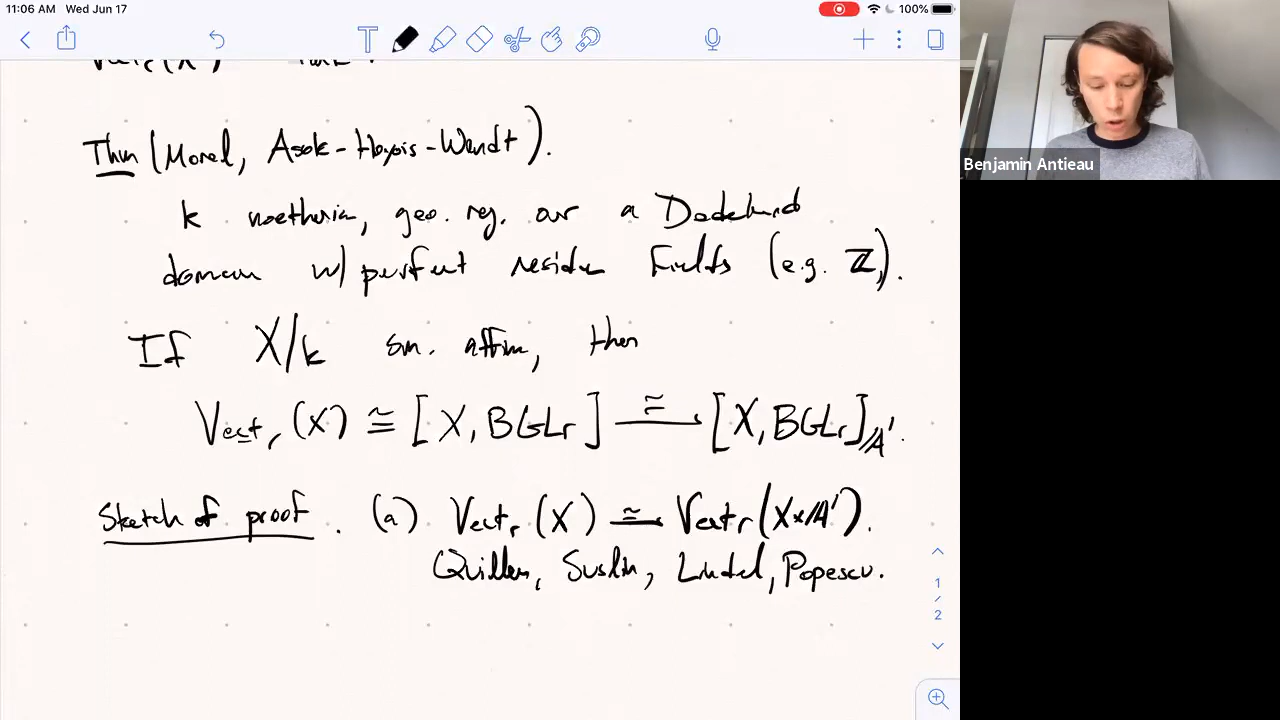 11:06 AM Wed Jun 17
100%
Thm (Morel, Asok-Hoyois-Wendt).
k noetherian, geo. reg. over a Dedekind
domain w/ perfect residue fields (e.g. ℤ).
If X/k sm. affine, then
Vect_r (X) ≅ [X, BGL_r] ≅→ [X, BGL_r]_𝔸¹.
Sketch of proof. (a) Vect_r (X) ≅→ Vect_r (X×𝔸¹).
Quillen, Suslin, Lindel, Popescu.
1
/
2
Benjamin Antieau